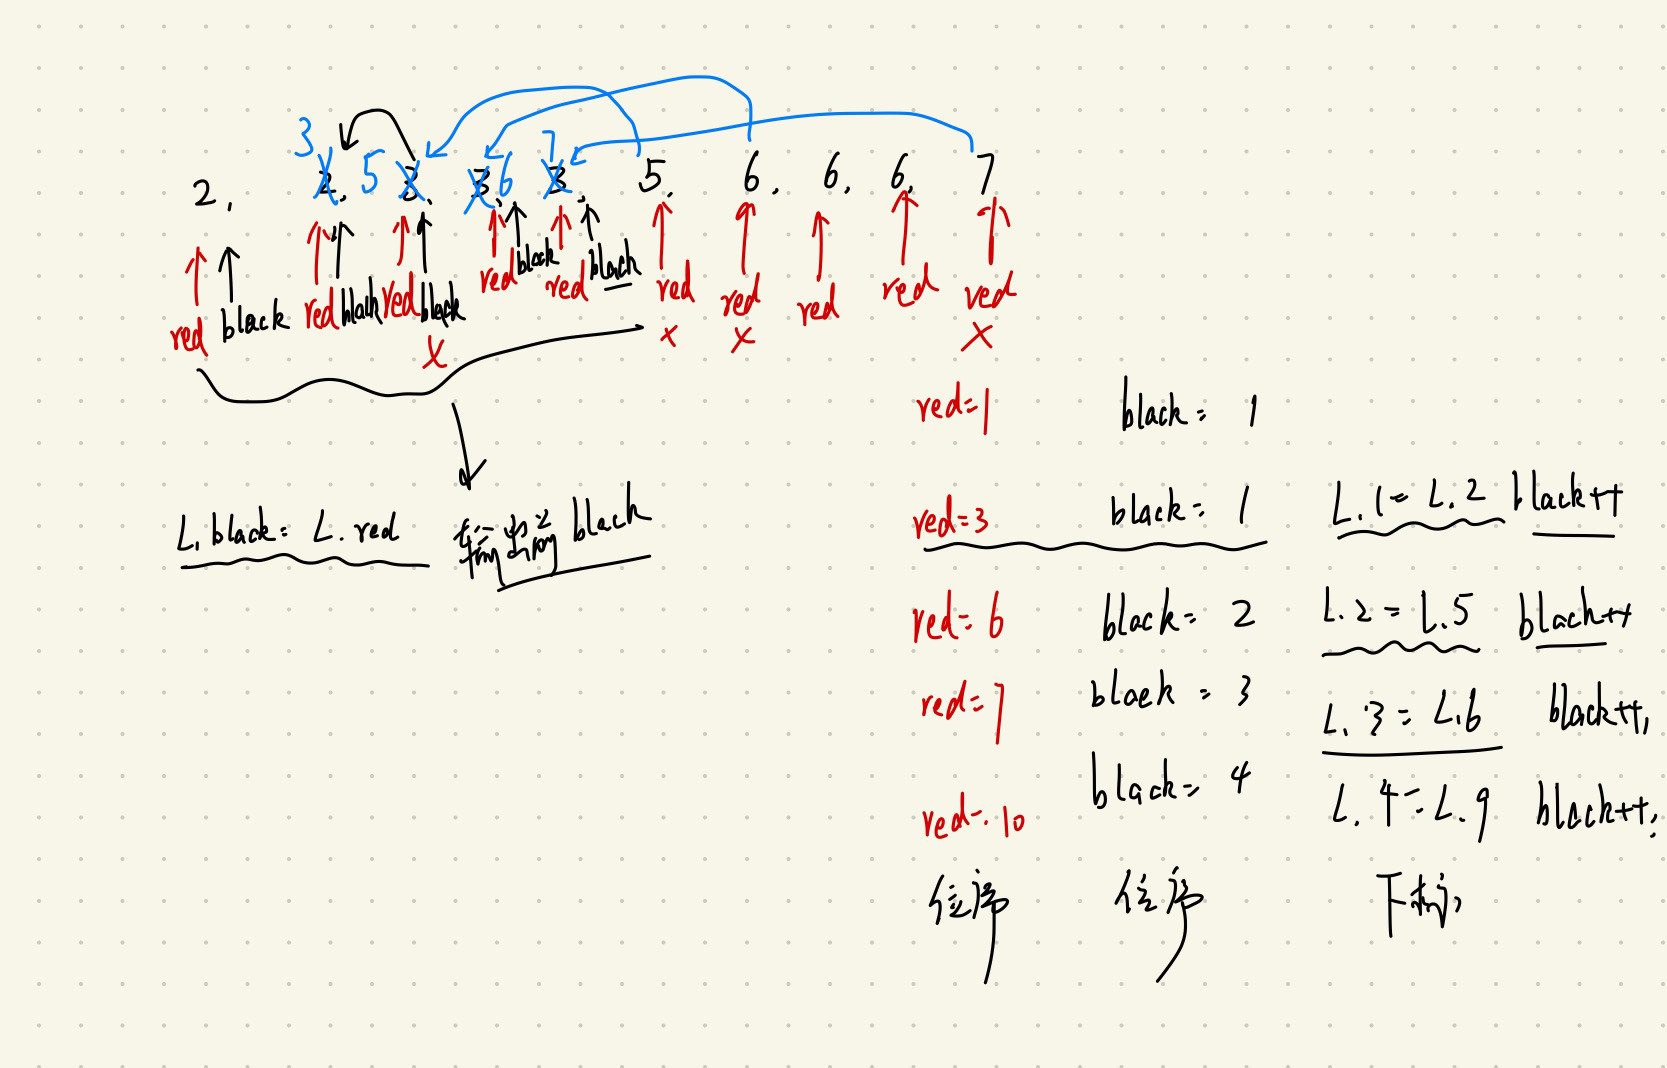 3 7
2, 2, 5 3, 3, 6 3, 5, 6, 6, 6, 7
red black red black red black red black red black red red red red red
x x x x
red=1 black= 1
red=3 black= 1 L.1= L.2 black++
L. black= L. red black
red= 6 black= 2 L.2= L.5 black++
red= 7 black = 3 L.3= L.6 black++,
red= 10 black= 4 L.4= L.9 black++,
位序 位序 下标